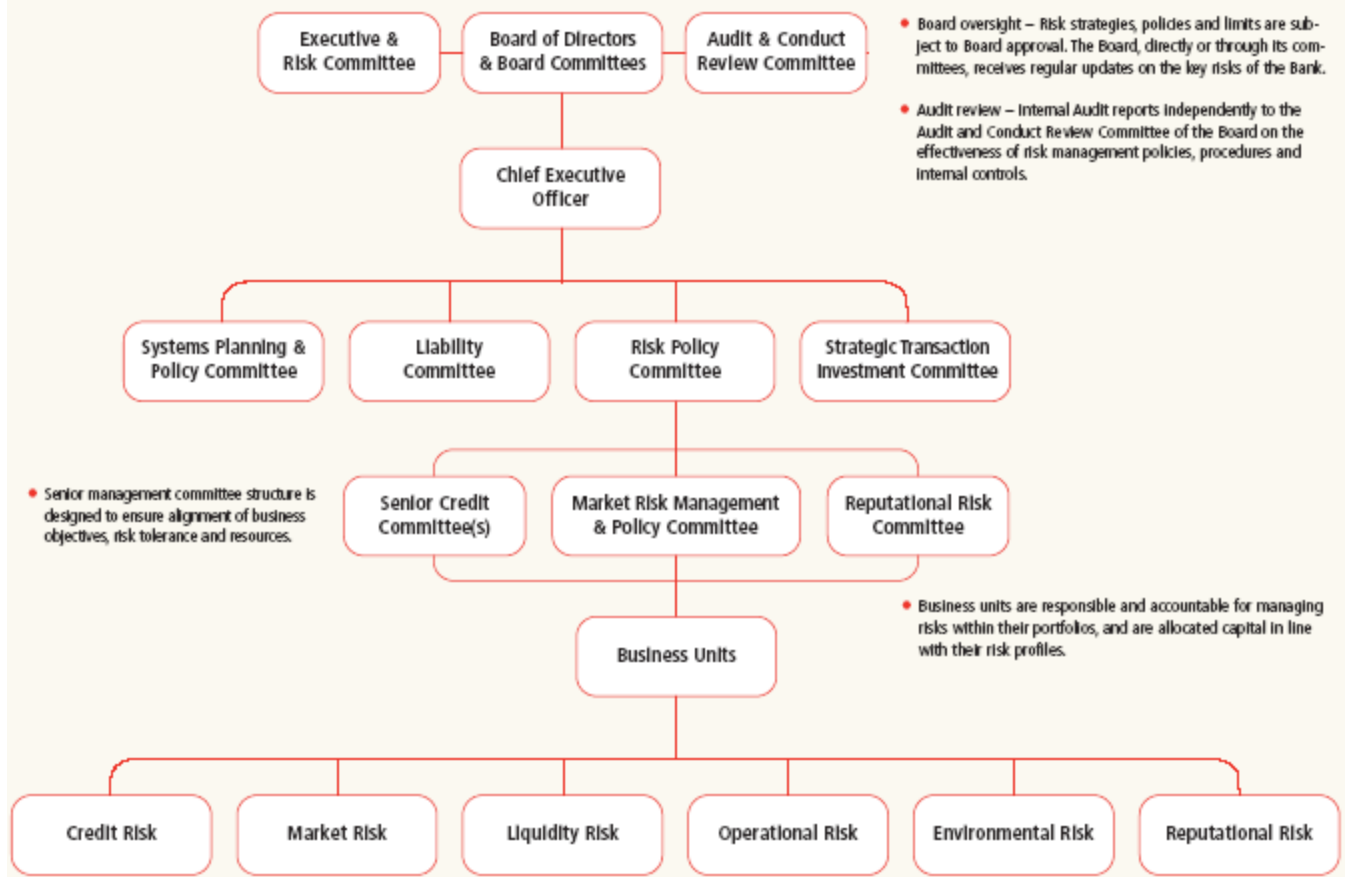 Executive &
Risk Committee
Board of Directors
& Board Committees
Audit & Conduct
Review Committee
• Board oversight – Risk strategies, policies and limits are sub-
ject to Board approval. The Board, directly or through its com-
mittees, receives regular updates on the key risks of the Bank.
• Audit review – Internal Audit reports independently to the
Audit and Conduct Review Committee of the Board on the
effectiveness of risk management policies, procedures and
internal controls.
Chief Executive
Officer
Systems Planning &
Policy Committee
Liability
Committee
Risk Policy
Committee
Strategic Transaction
Investment Committee
• Senior management committee structure is
designed to ensure alignment of business
objectives, risk tolerance and resources.
Senior Credit
Committee(s)
Market Risk Management
& Policy Committee
Reputational Risk
Committee
• Business units are responsible and accountable for managing
risks within their portfolios, and are allocated capital in line
with their risk profiles.
Business Units
Credit Risk
Market Risk
Liquidity Risk
Operational Risk
Environmental Risk
Reputational Risk